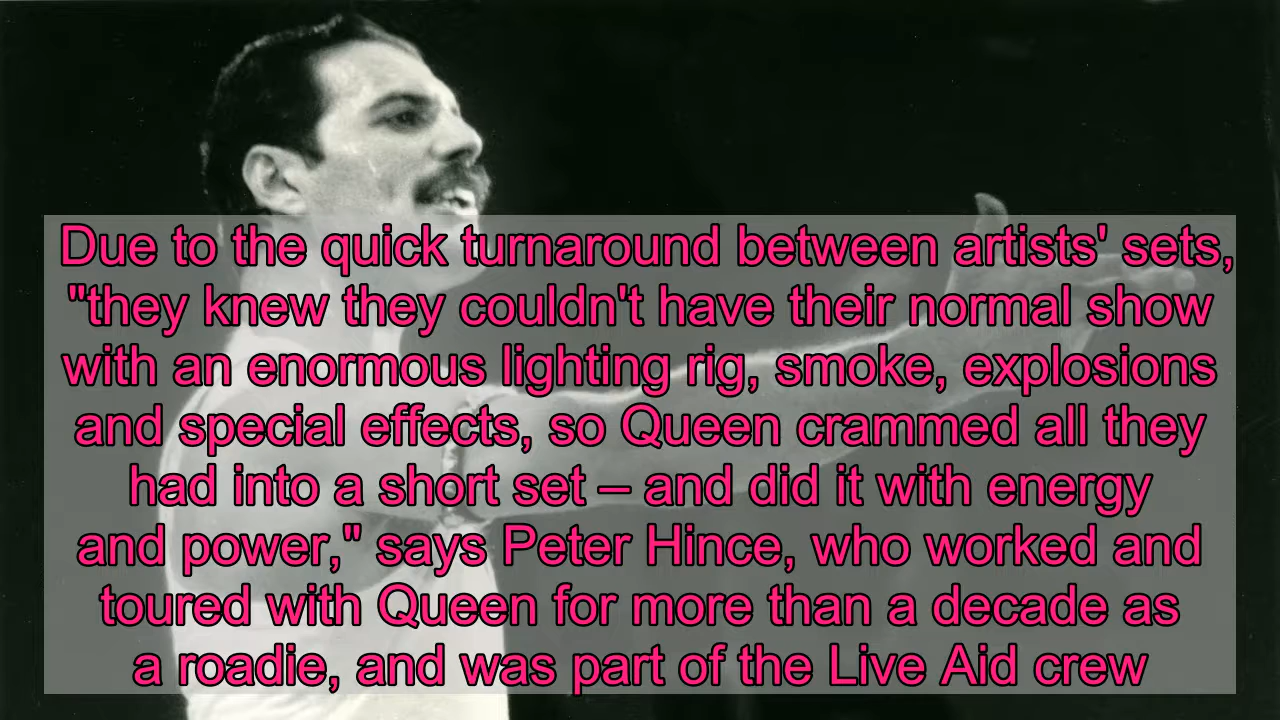 Due to the quick turnaround between artists' sets,
"they knew they couldn't have their normal show
with an enormous lighting rig, smoke, explosions
and special effects, so Queen crammed all they
had into a short set – and did it with energy
and power," says Peter Hince, who worked and
toured with Queen for more than a decade as
a roadie, and was part of the Live Aid crew